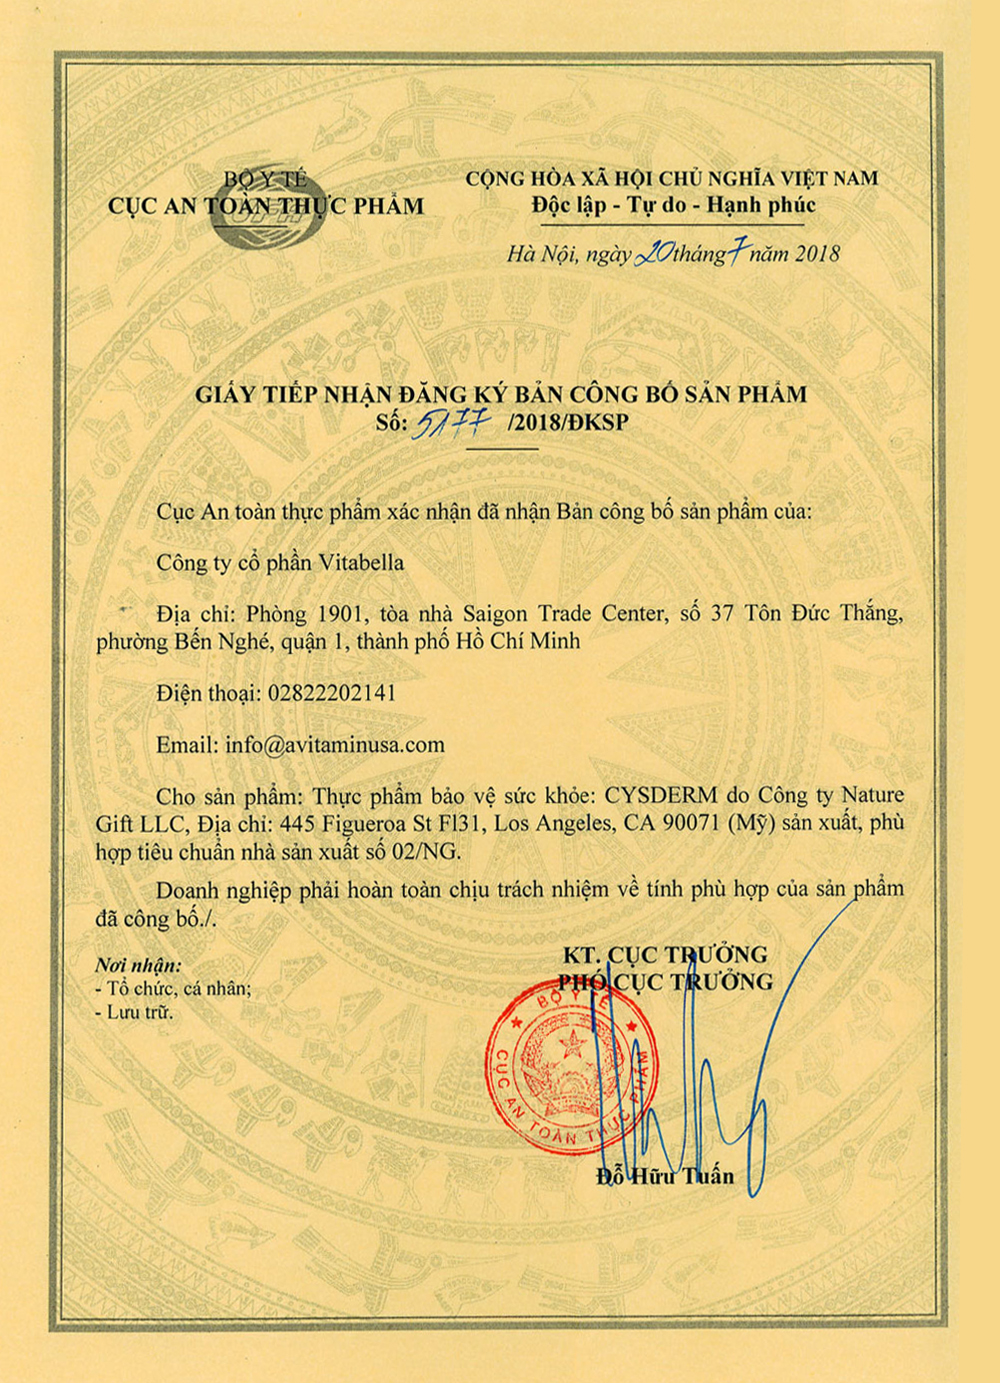 BỘ Y TẾ
CỤC AN TOÀN THỰC PHẨM
CỘNG HÒA XÃ HỘI CHỦ NGHĨA VIỆT NAM
Độc lập - Tự do - Hạnh phúc
Hà Nội, ngày 20 tháng 7 năm 2018
GIẤY TIẾP NHẬN ĐĂNG KÝ BẢN CÔNG BỐ SẢN PHẨM
Số: 5177 /2018/ĐKSP
Cục An toàn thực phẩm xác nhận đã nhận Bản công bố sản phẩm của:
Công ty cổ phần Vitabella
Địa chỉ: Phòng 1901, tòa nhà Saigon Trade Center, số 37 Tôn Đức Thắng,
phường Bến Nghé, quận 1, thành phố Hồ Chí Minh
Điện thoại: 02822202141
Email: info@avitaminusa.com
Cho sản phẩm: Thực phẩm bảo vệ sức khỏe: CYSDERM do Công ty Nature
Gift LLC, Địa chỉ: 445 Figueroa St Fl31, Los Angeles, CA 90071 (Mỹ) sản xuất, phù
hợp tiêu chuẩn nhà sản xuất số 02/NG.
Doanh nghiệp phải hoàn toàn chịu trách nhiệm về tính phù hợp của sản phẩm
đã công bố./.
Nơi nhận:
- Tổ chức, cá nhân;
- Lưu trữ.
KT. CỤC TRƯỞNG
PHÓ CỤC TRƯỞNG
BỘ Y TẾ
CỤC AN TOÀN THỰC PHẨM
Đỗ Hữu Tuấn